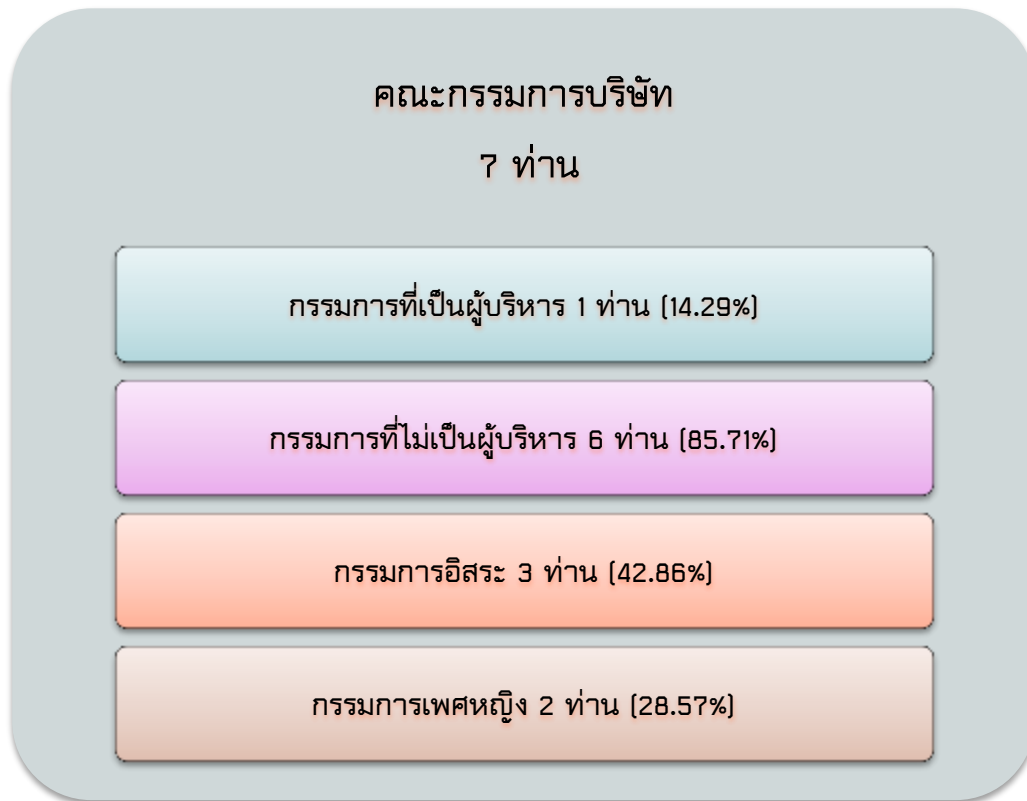 คณะกรรมการบริษัท
7 ท่าน
กรรมการที่เป็นผู้บริหาร 1 ท่าน (14.29%)
กรรมการที่ไม่เป็นผู้บริหาร 6 ท่าน (85.71%)
กรรมการอิสระ 3 ท่าน (42.86%)
กรรมการเพศหญิง 2 ท่าน (28.57%)